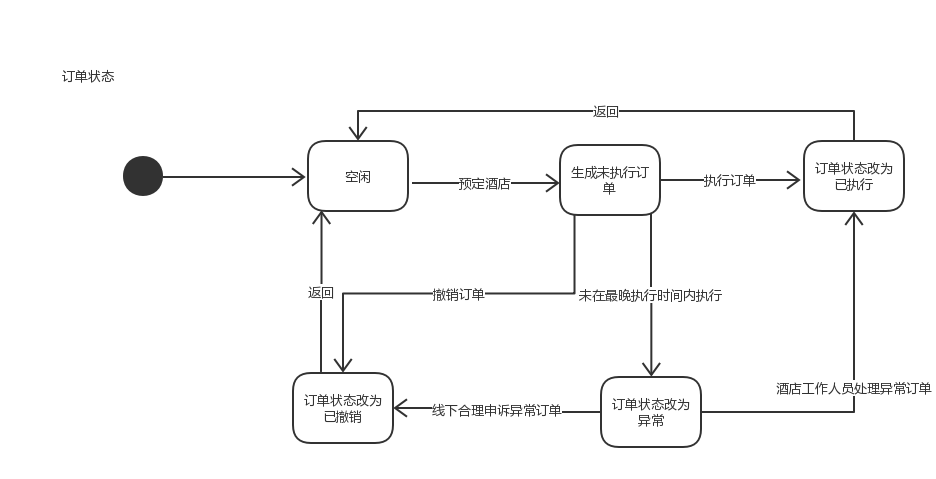 订单状态
返回
空闲
预定酒店
生成未执行订
单
执行订单
订单状态改为
已执行
返回
撤销订单
未在最晚执行时间内执行
酒店工作人员处理异常订单
订单状态改为
已撤销
线下合理申诉异常订单
订单状态改为
异常